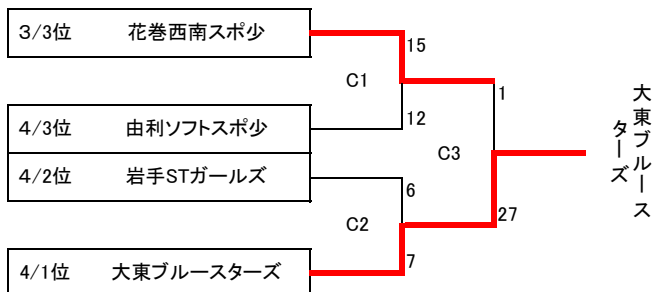 3/3位 花巻西南スポ少
15
C1
1
4/3位 由利ソフトスポ少
12
C3
大東ブルース
ターズ
4/2位 岩手STガールズ
6
C2
27
4/1位 大東ブルースターズ
7